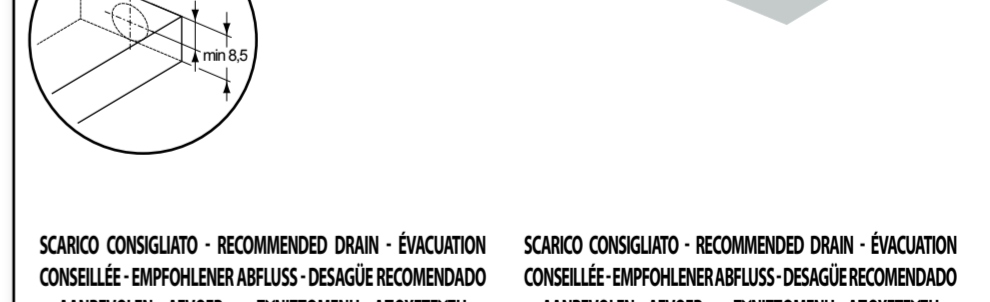 min 8,5
SCARICO CONSIGLIATO - RECOMMENDED DRAIN - ÉVACUATION
CONSEILLÉE - EMPFOHLENER ABFLUSS - DESAGÜE RECOMENDADO
SCARICO CONSIGLIATO - RECOMMENDED DRAIN - ÉVACUATION
CONSEILLÉE - EMPFOHLENER ABFLUSS - DESAGÜE RECOMENDADO